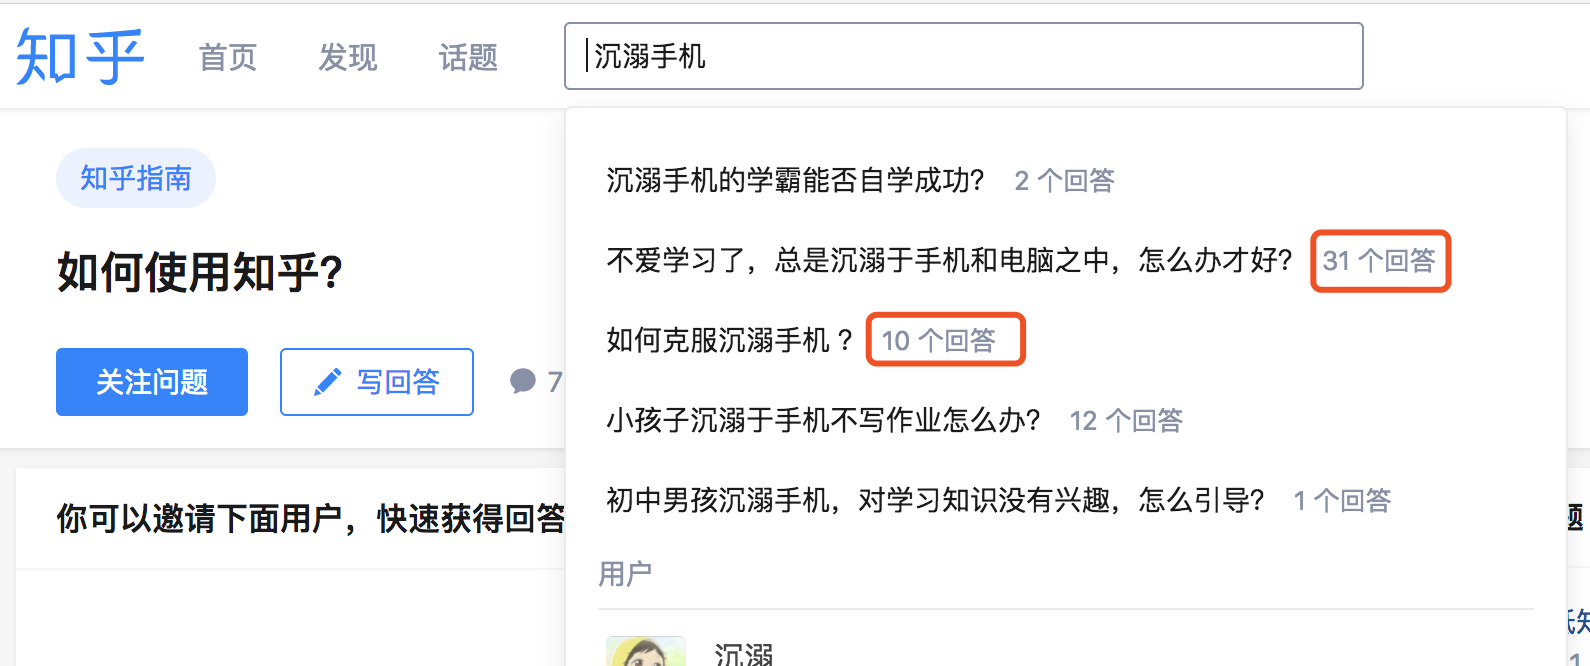 知乎 首页 发现 话题 沉溺手机
知乎指南
如何使用知乎?
关注问题 写回答 7
你可以邀请下面用户，快速获得回答
沉溺手机的学霸能否自学成功? 2 个回答
不爱学习了，总是沉溺于手机和电脑之中，怎么办才好? 31 个回答
如何克服沉溺手机？ 10 个回答
小孩子沉溺于手机不写作业怎么办? 12 个回答
初中男孩沉溺手机，对学习知识没有兴趣，怎么引导? 1 个回答
用户
沉溺
题
知
1